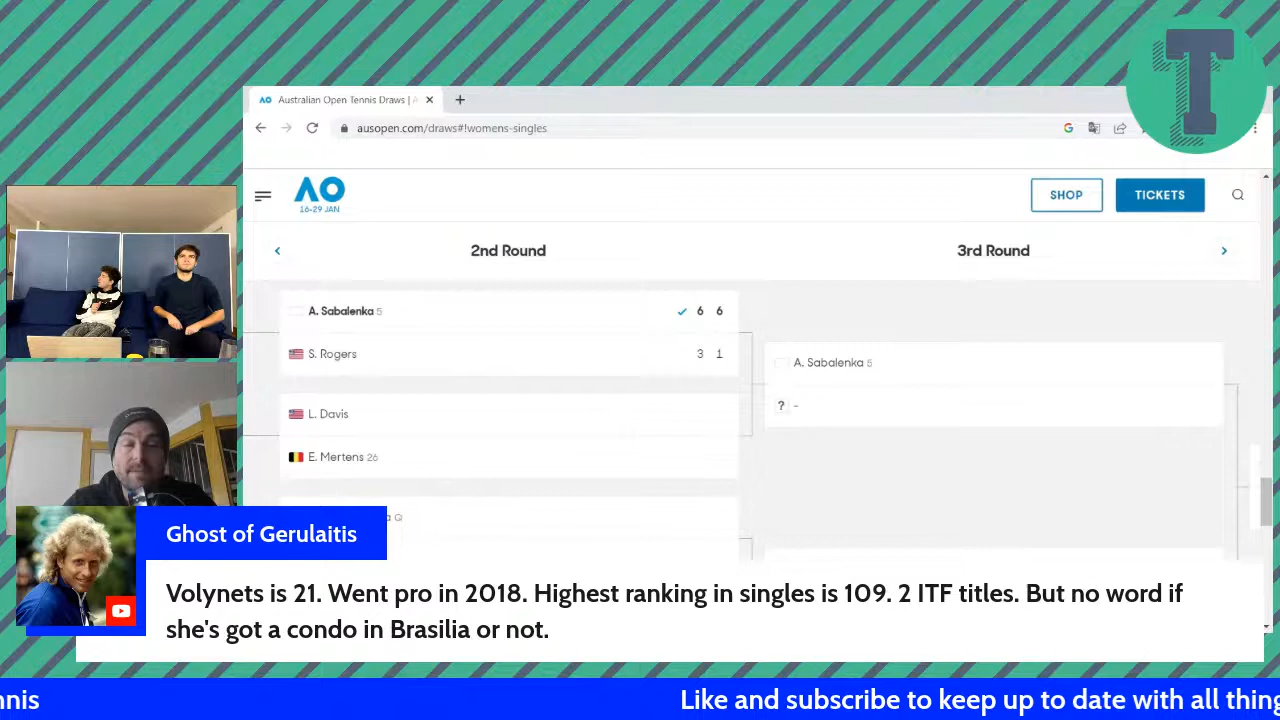 T
Australian Open Tennis Draws | A
ausopen.com/draws#!womens-singles
AO
16-29 JAN
SHOP
TICKETS
2nd Round
3rd Round
A. Sabalenka 5
6 6
S. Rogers
3 1
A. Sabalenka 5
? -
L. Davis
E. Mertens 26
a Q
Ghost of Gerulaitis
Volynets is 21. Went pro in 2018. Highest ranking in singles is 109. 2 ITF titles. But no word if
she's got a condo in Brasilia or not.
nnis
Like and subscribe to keep up to date with all thing